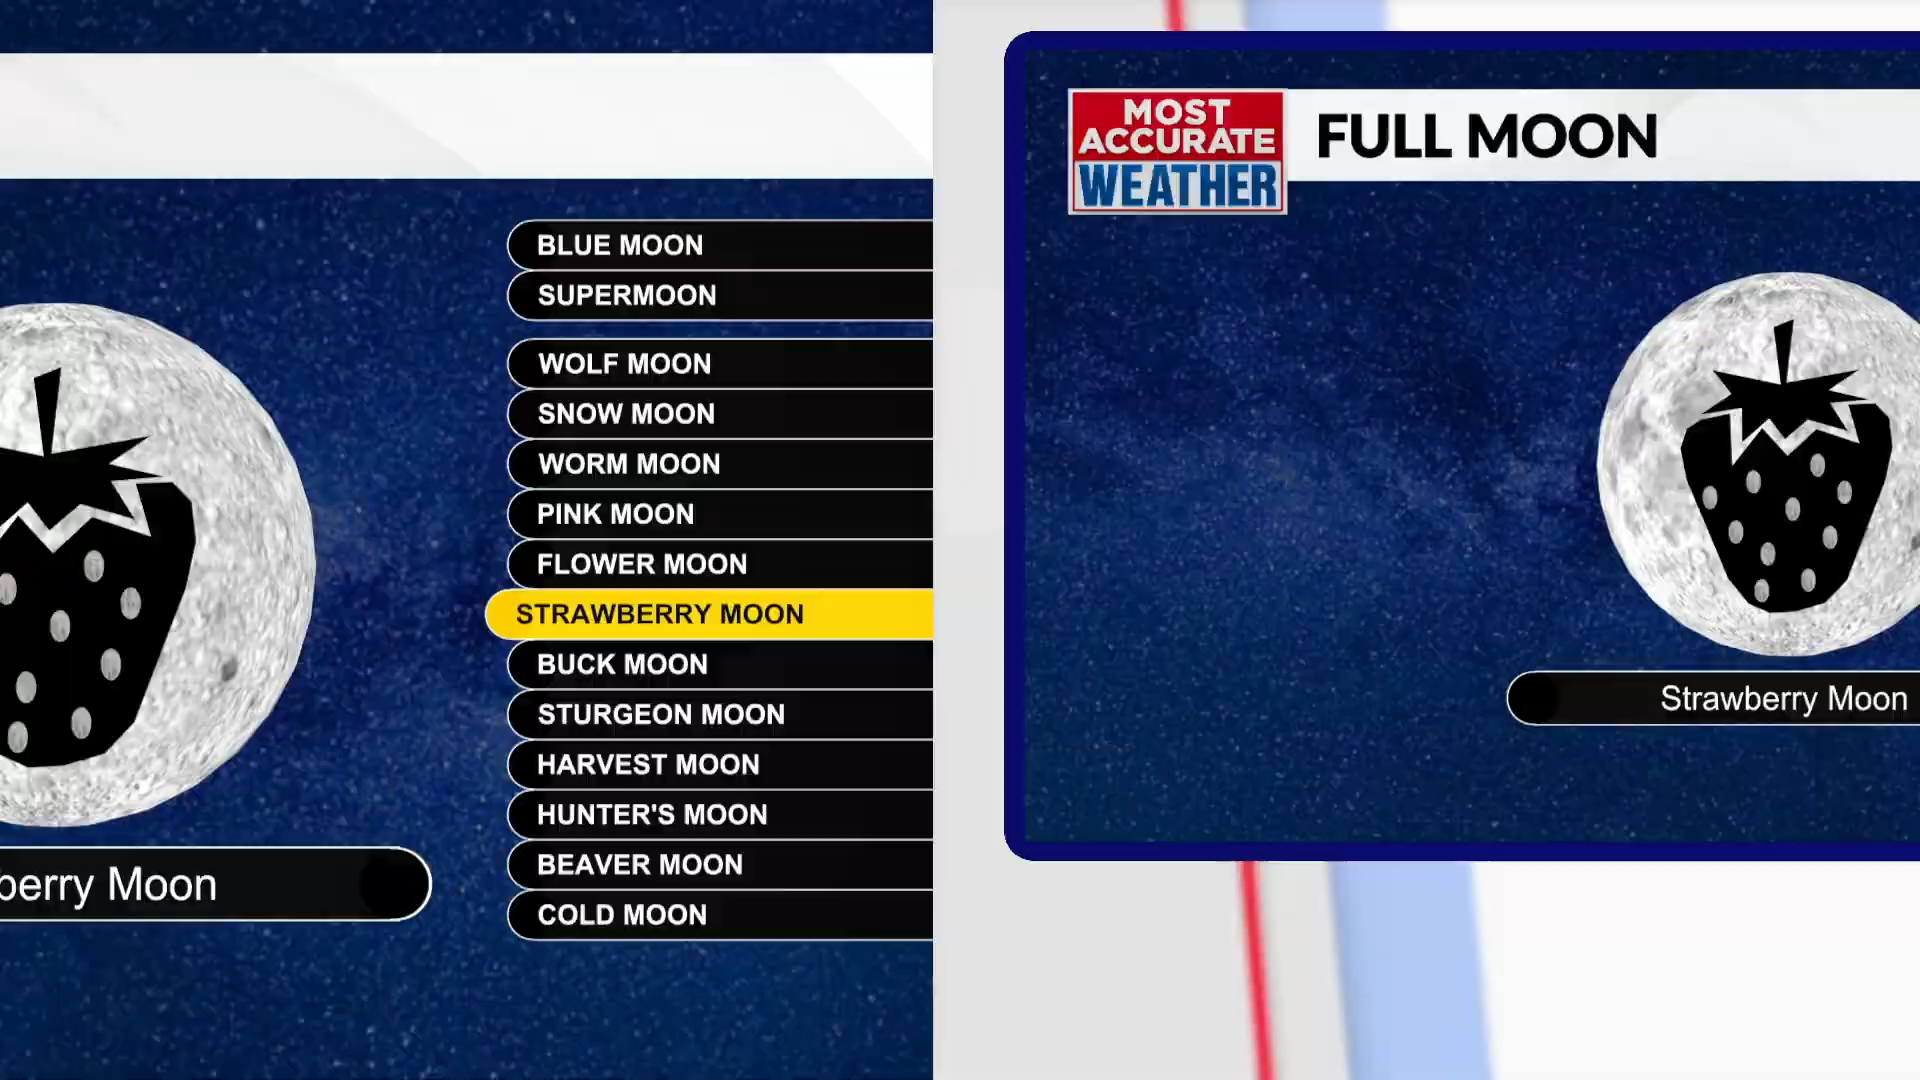 BLUE MOON
SUPERMOON
WOLF MOON
SNOW MOON
WORM MOON
PINK MOON
FLOWER MOON
STRAWBERRY MOON
BUCK MOON
STURGEON MOON
HARVEST MOON
HUNTER'S MOON
BEAVER MOON
COLD MOON
berry Moon
MOST
ACCURATE
WEATHER
FULL MOON
Strawberry Moon